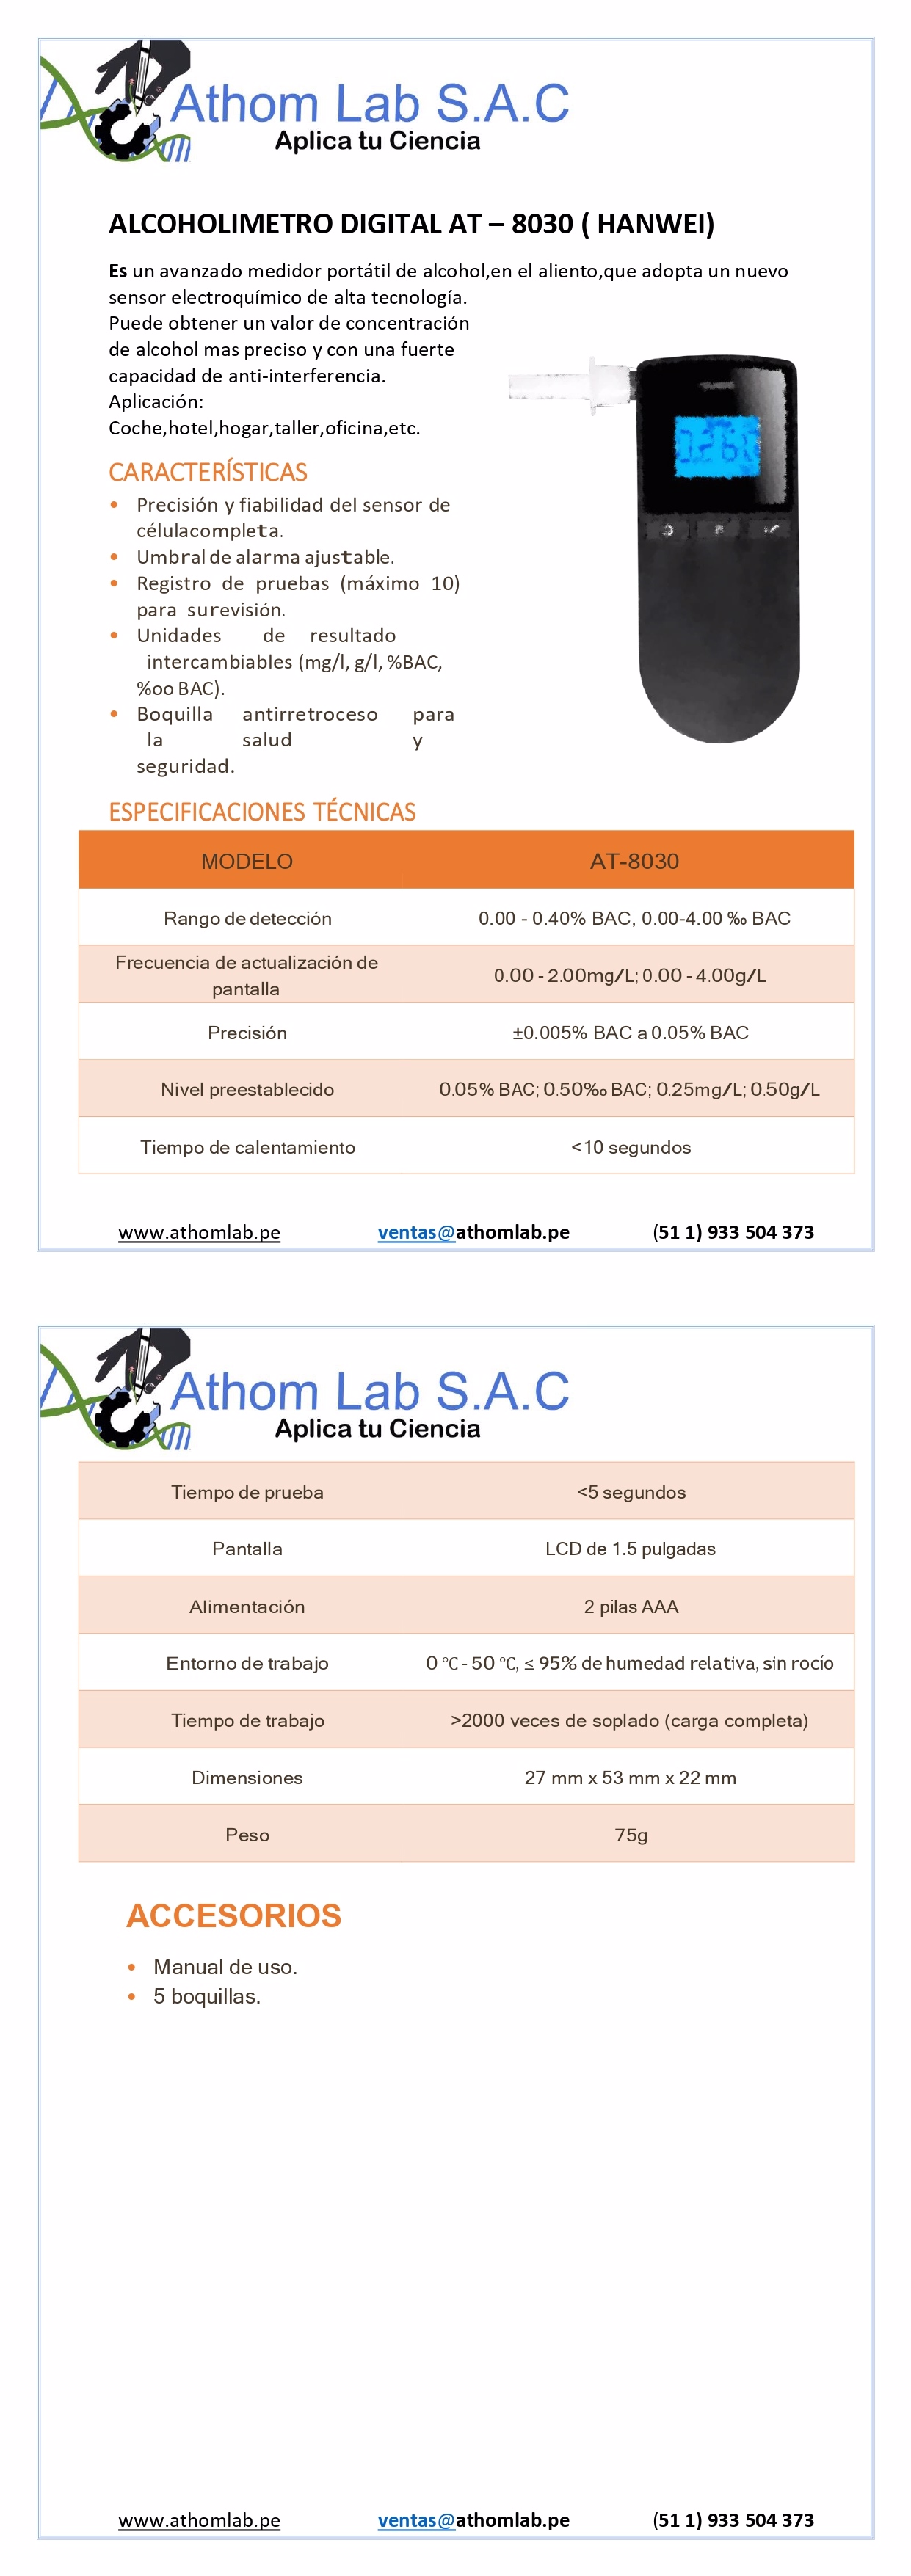 Athom Lab S.A.C
Aplica tu Ciencia
ALCOHOLIMETRO DIGITAL AT – 8030 ( HANWEI)
Es un avanzado medidor portátil de alcohol,en el aliento,que adopta un nuevo
sensor electroquímico de alta tecnología.
Puede obtener un valor de concentración
de alcohol mas preciso y con una fuerte
capacidad de anti-interferencia.
Aplicación:
Coche,hotel,hogar,taller,oficina,etc.
CARACTERÍSTICAS
• Precisión y fiabilidad del sensor de
célulacompleta.
• Umbral de alarma ajustable.
• Registro de pruebas (máximo 10)
para surevisión.
• Unidades de resultado
intercambiables (mg/l, g/l, %BAC,
%oo BAC).
• Boquilla antirretroceso para
la salud y
seguridad.
ESPECIFICACIONES TÉCNICAS
MODELO AT-8030
Rango de detección 0.00 - 0.40% BAC, 0.00-4.00 ‰ BAC
Frecuencia de actualización de
pantalla 0.00 - 2.00mg/L; 0.00 - 4.00g/L
Precisión ±0.005% BAC a 0.05% BAC
Nivel preestablecido 0.05% BAC; 0.50‰ BAC; 0.25mg/L; 0.50g/L
Tiempo de calentamiento <10 segundos
www.athomlab.pe ventas@athomlab.pe (51 1) 933 504 373
Athom Lab S.A.C
Aplica tu Ciencia
Tiempo de prueba <5 segundos
Pantalla LCD de 1.5 pulgadas
Alimentación 2 pilas AAA
Entorno de trabajo 0 °C - 50 °C, ≤ 95% de humedad relativa, sin rocío
Tiempo de trabajo >2000 veces de soplado (carga completa)
Dimensiones 27 mm x 53 mm x 22 mm
Peso 75g
ACCESORIOS
• Manual de uso.
• 5 boquillas.
www.athomlab.pe ventas@athomlab.pe (51 1) 933 504 373